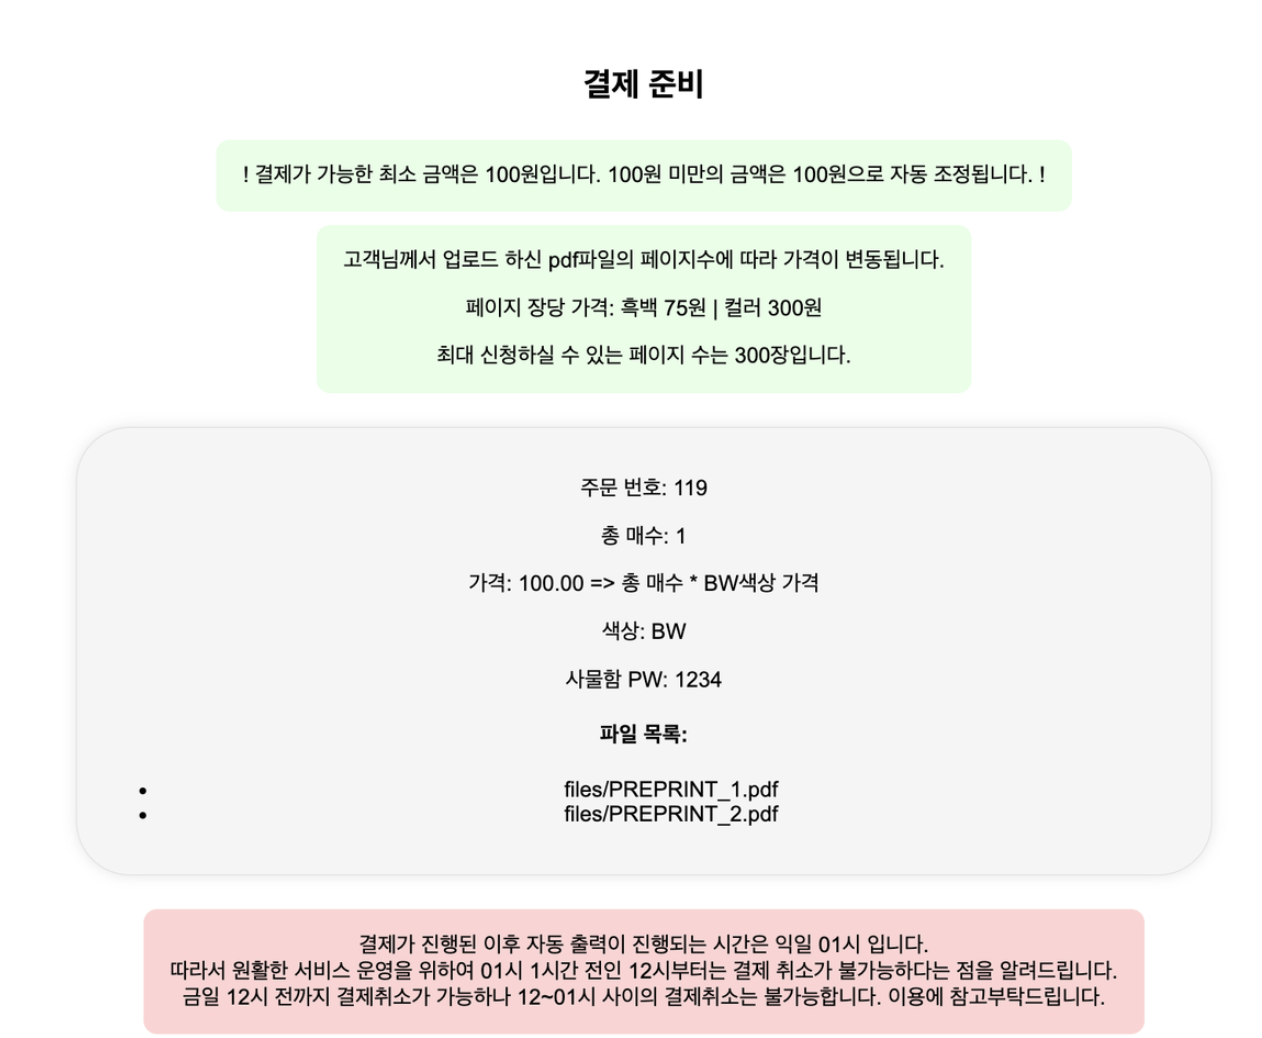 결제 준비
! 결제가 가능한 최소 금액은 100원입니다. 100원 미만의 금액은 100원으로 자동 조정됩니다. !
고객님께서 업로드 하신 pdf파일의 페이지수에 따라 가격이 변동됩니다.
페이지 장당 가격: 흑백 75원 | 컬러 300원
최대 신청하실 수 있는 페이지 수는 300장입니다.
주문 번호: 119
총 매수: 1
가격: 100.00 => 총 매수 * BW색상 가격
색상: BW
사물함 PW: 1234
파일 목록:
• files/PREPRINT_1.pdf
• files/PREPRINT_2.pdf
결제가 진행된 이후 자동 출력이 진행되는 시간은 익일 01시 입니다.
따라서 원활한 서비스 운영을 위하여 01시 1시간 전인 12시부터는 결제 취소가 불가능하다는 점을 알려드립니다.
금일 12시 전까지 결제취소가 가능하나 12~01시 사이의 결제취소는 불가능합니다. 이용에 참고부탁드립니다.